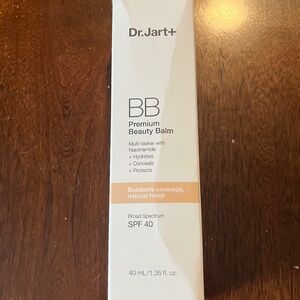 Dr.Jart+
BB
Premium
Beauty Balm
Multi-tasker with
Niacinamide
+ Hydrates
+ Conceals
+ Protects
Buildable coverage,
natural finish
Broad Spectrum
SPF 40
40 mL/1.35 fl. oz.